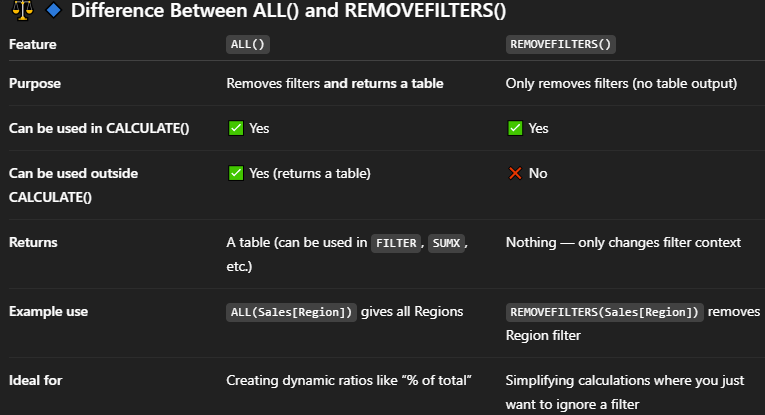 ⚖️ 🔷 Difference Between ALL() and REMOVEFILTERS()
Feature ALL() REMOVEFILTERS()
Purpose Removes filters and returns a table Only removes filters (no table output)
Can be used in CALCULATE() ✅ Yes ✅ Yes
Can be used outside ✅ Yes (returns a table) ❌ No
CALCULATE()
Returns A table (can be used in FILTER, SUMX, Nothing — only changes filter context
etc.)
Example use ALL(Sales[Region]) gives all Regions REMOVEFILTERS(Sales[Region]) removes
Region filter
Ideal for Creating dynamic ratios like “% of total” Simplifying calculations where you just
want to ignore a filter